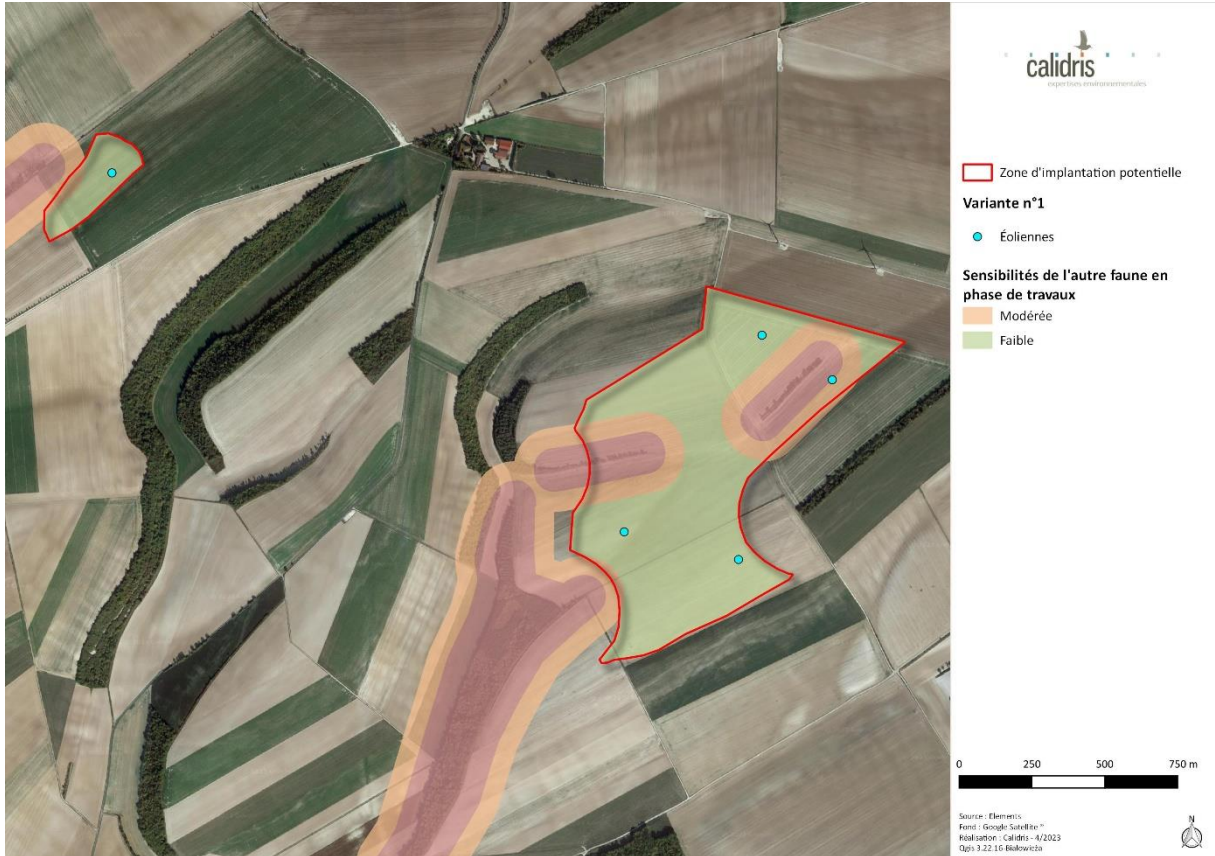 calidris
expertises environnementales
Zone d'implantation potentielle
Variante n°1
Éoliennes
Sensibilités de l'autre faune en
phase de travaux
Modérée
Faible
0 250 500 750 m
Source : Elements
Fond : Google Satellite ™
Réalisation : Calidris - 4/2023
Qgis 3.22.16-Białowieża
N